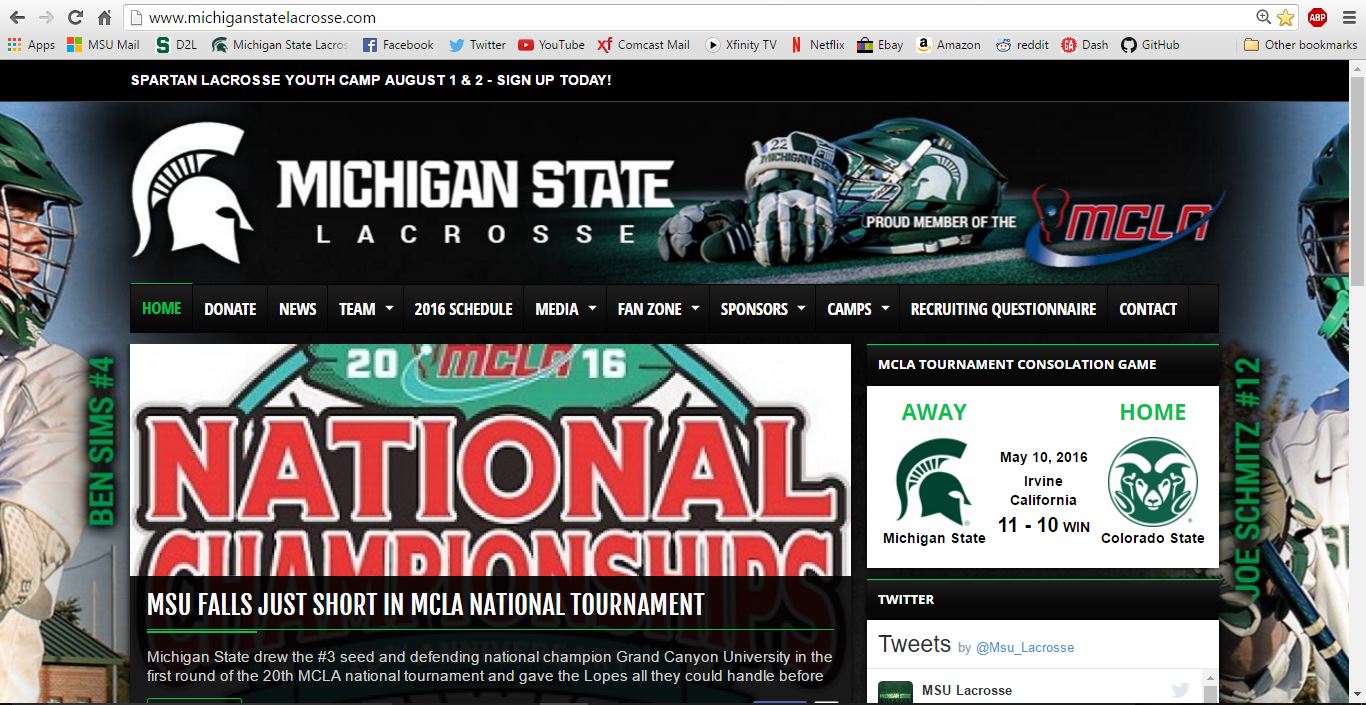 www.michiganstatelacrosse.com
ABP
Apps MSU Mail D2L Michigan State Lacros Facebook Twitter YouTube Comcast Mail Xfinity TV Netflix Ebay Amazon reddit Dash GitHub Other bookmarks
SPARTAN LACROSSE YOUTH CAMP AUGUST 1 & 2 - SIGN UP TODAY!
MICHIGAN STATE
LACROSSE
22
MICHIGAN STATE
PROUD MEMBER OF THE
MCLA
HOME DONATE NEWS TEAM 2016 SCHEDULE MEDIA FAN ZONE SPONSORS CAMPS RECRUITING QUESTIONNAIRE CONTACT
BEN SIMS #4
20 MCLA 16
NATIONAL
CHAMPIONSHIPS
MSU FALLS JUST SHORT IN MCLA NATIONAL TOURNAMENT
Michigan State drew the #3 seed and defending national champion Grand Canyon University in the
first round of the 20th MCLA national tournament and gave the Lopes all they could handle before
MCLA TOURNAMENT CONSOLATION GAME
AWAY
HOME
May 10, 2016
Irvine
California
11 - 10 WIN
Michigan State
Colorado State
JOE SCHMITZ #12
TWITTER
Tweets by @Msu_Lacrosse
MSU Lacrosse